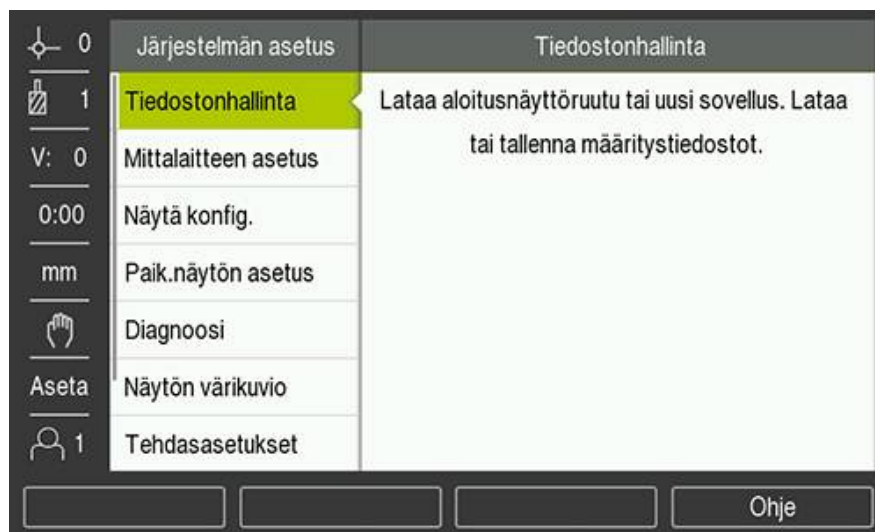 0
Järjestelmän asetus
Tiedostonhallinta
1
Tiedostonhallinta
Lataa aloitusnäyttöruutu tai uusi sovellus. Lataa
tai tallenna määritystiedostot.
V: 0
Mittalaitteen asetus
0:00
Näytä konfig.
mm
Paik.näytön asetus
Diagnoosi
Aseta
Näytön värikuvio
1
Tehdasasetukset
Ohje